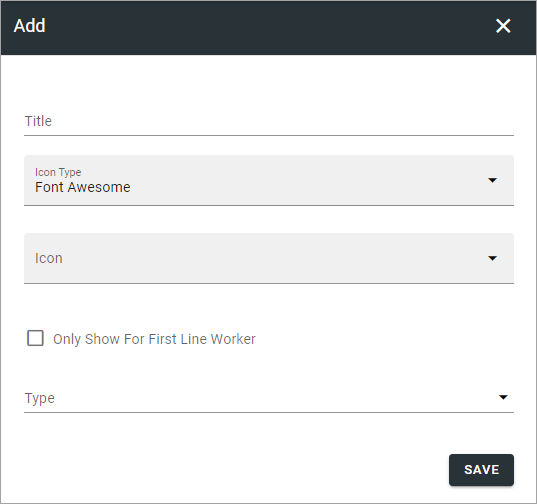 Add
Title
Icon Type
Font Awesome
Icon
Only Show For First Line Worker
Type
SAVE